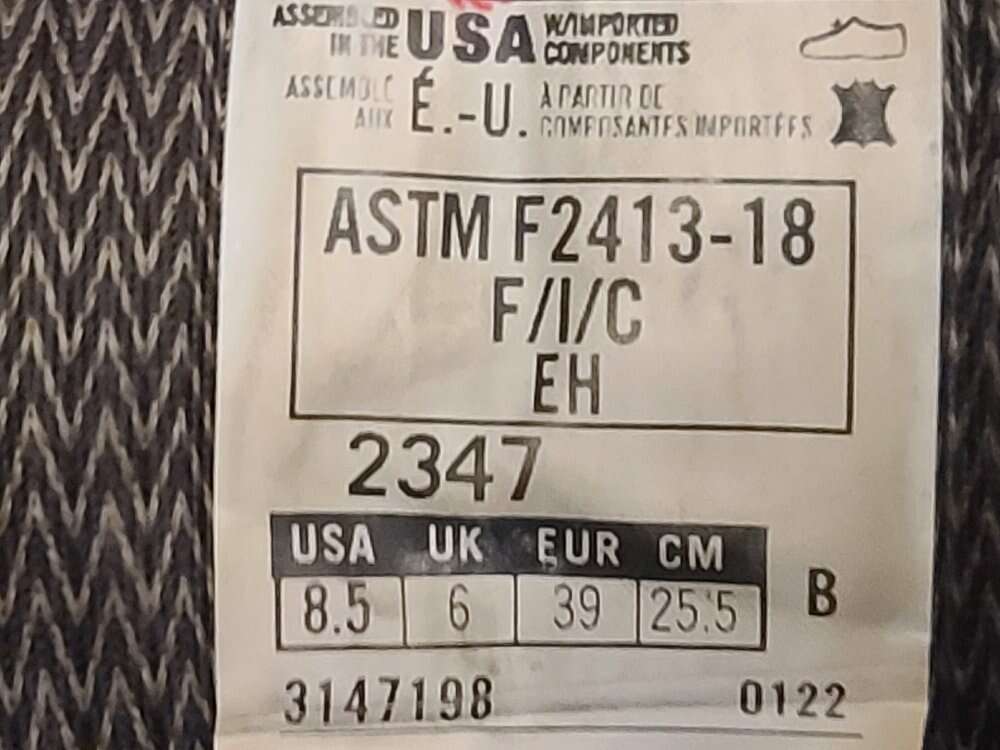 ASSEMBLED IN THE USA W/IMPORTED COMPONENTS
ASSEMBLÉ AUX É.-U. À PARTIR DE COMPOSANTES IMPORTÉES
ASTM F2413-18
F/I/C
EH
2347
USA UK EUR CM
8.5 6 39 25.5 B
3147198 0122